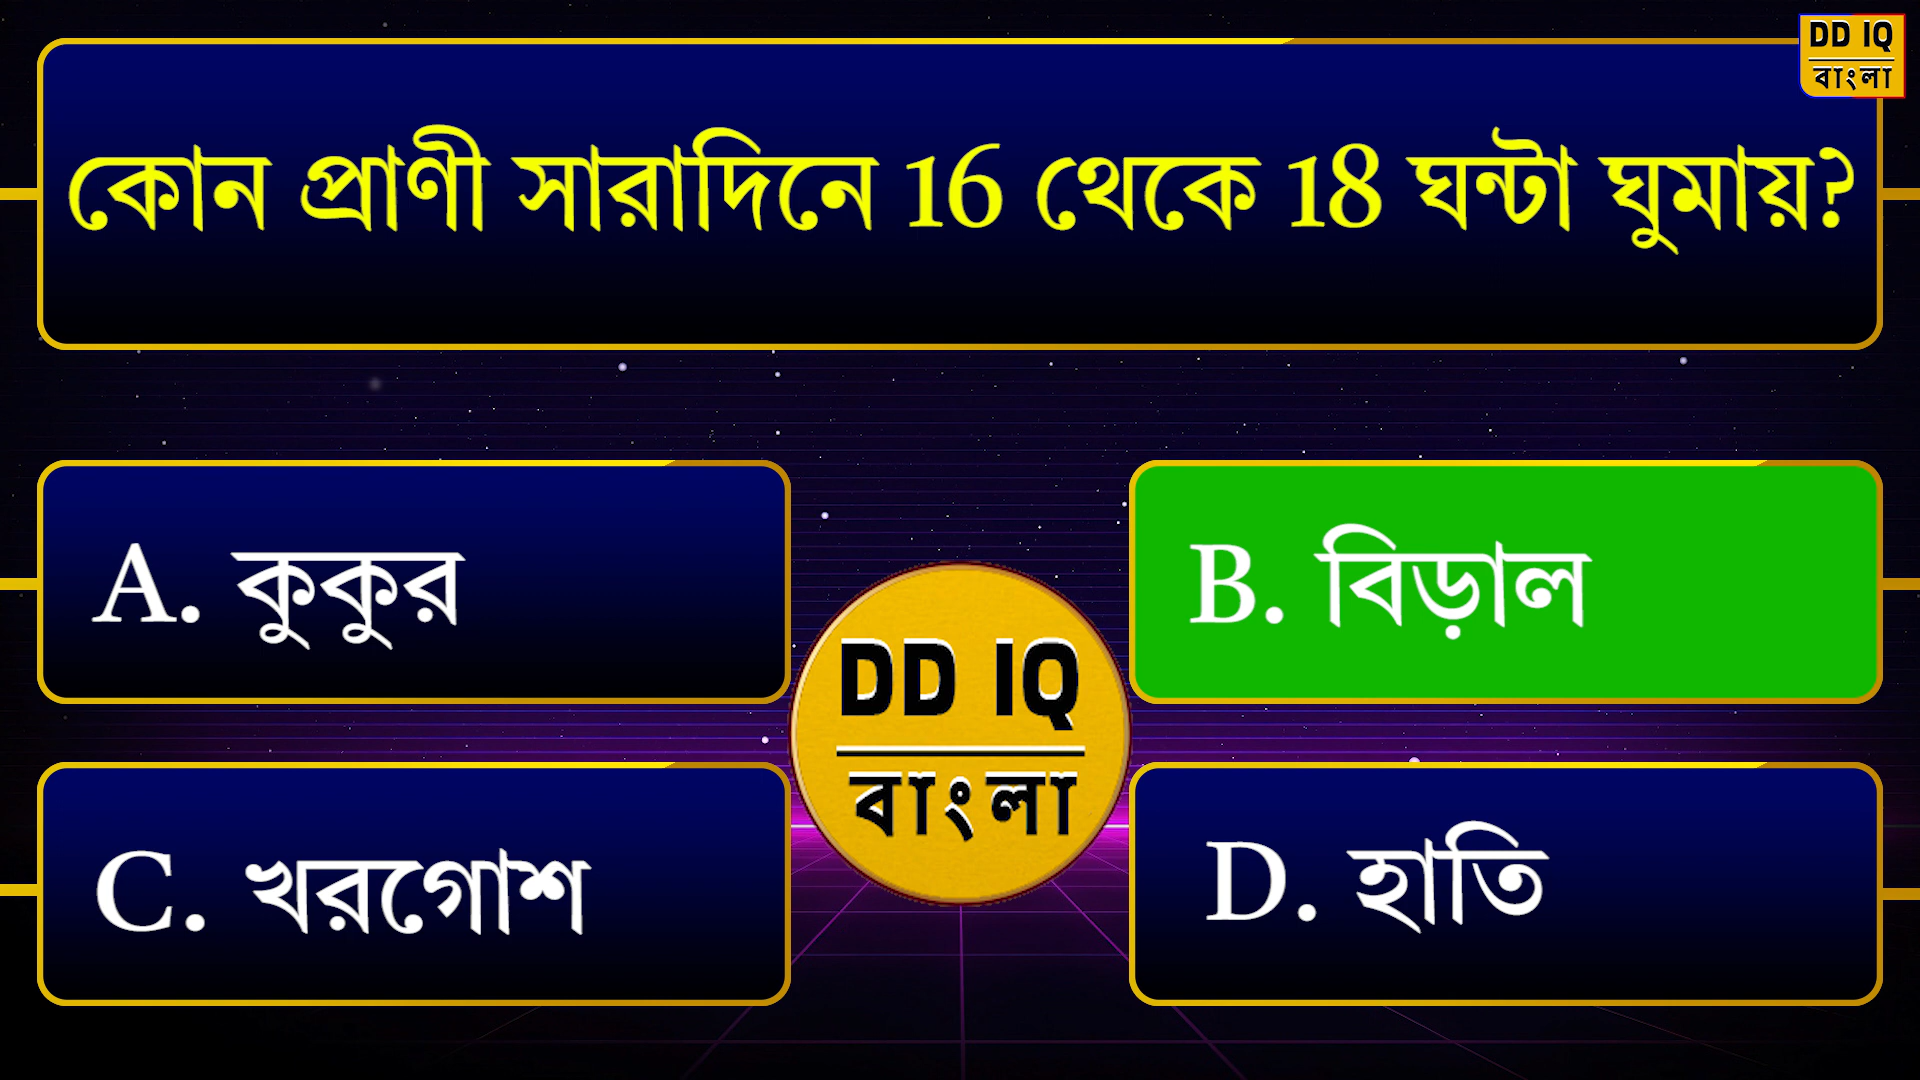 DD IQ
বাংলা
কোন প্রাণী সারাদিনে 16 থেকে 18 ঘন্টা ঘুমায়?
A. কুকুর
B. বিড়াল
DD IQ
বাংলা
C. খরগোশ
D. হাতি